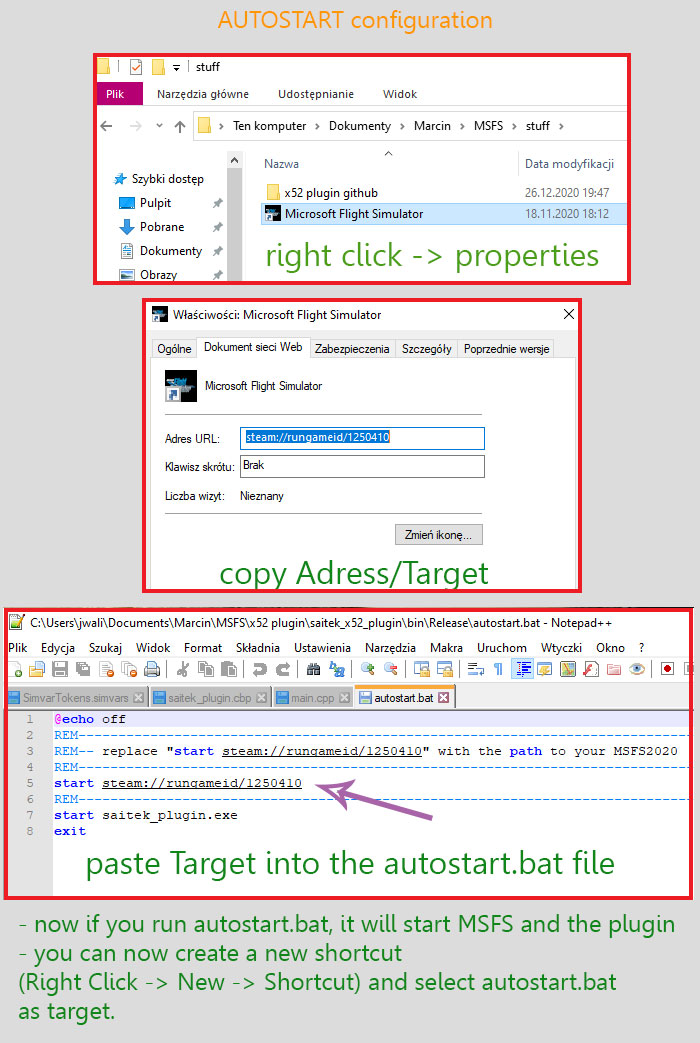 AUTOSTART configuration
stuff
Plik Narzędzia główne Udostępnianie Widok
Ten komputer > Dokumenty > Marcin > MSFS > stuff >
Nazwa Data modyfikacji
Szybki dostęp
x52 plugin github 26.12.2020 19:47
Pulpit
Microsoft Flight Simulator 18.11.2020 18:12
Pobrane
Dokumenty
Obrazy
right click -> properties
Właściwości: Microsoft Flight Simulator
Ogólne Dokument sieci Web Zabezpieczenia Szczegóły Poprzednie wersje
Microsoft Flight Simulator
Adres URL: steam://rungameid/1250410
Klawisz skrótu: Brak
Liczba wizyt: Nieznany
Zmień ikonę...
copy Adress/Target
C:\Users\jwali\Documents\Marcin\MSFS\x52 plugin\saitek_x52_plugin\bin\Release\autostart.bat - Notepad++
Plik Edycja Szukaj Widok Format Składnia Ustawienia Narzędzia Makra Uruchom Wtyczki Okno ?
SimvarTokens.simvars saitek_plugin.cbp main.cpp autostart.bat
1 @echo off
2 REM------------------------------------------------------------
3 REM-- replace "start steam://rungameid/1250410" with the path to your MSFS2020
4 REM------------------------------------------------------------
5 start steam://rungameid/1250410
6 REM------------------------------------------------------------
7 start saitek_plugin.exe
8 exit
paste Target into the autostart.bat file
- now if you run autostart.bat, it will start MSFS and the plugin
- you can now create a new shortcut
(Right Click -> New -> Shortcut) and select autostart.bat
as target.